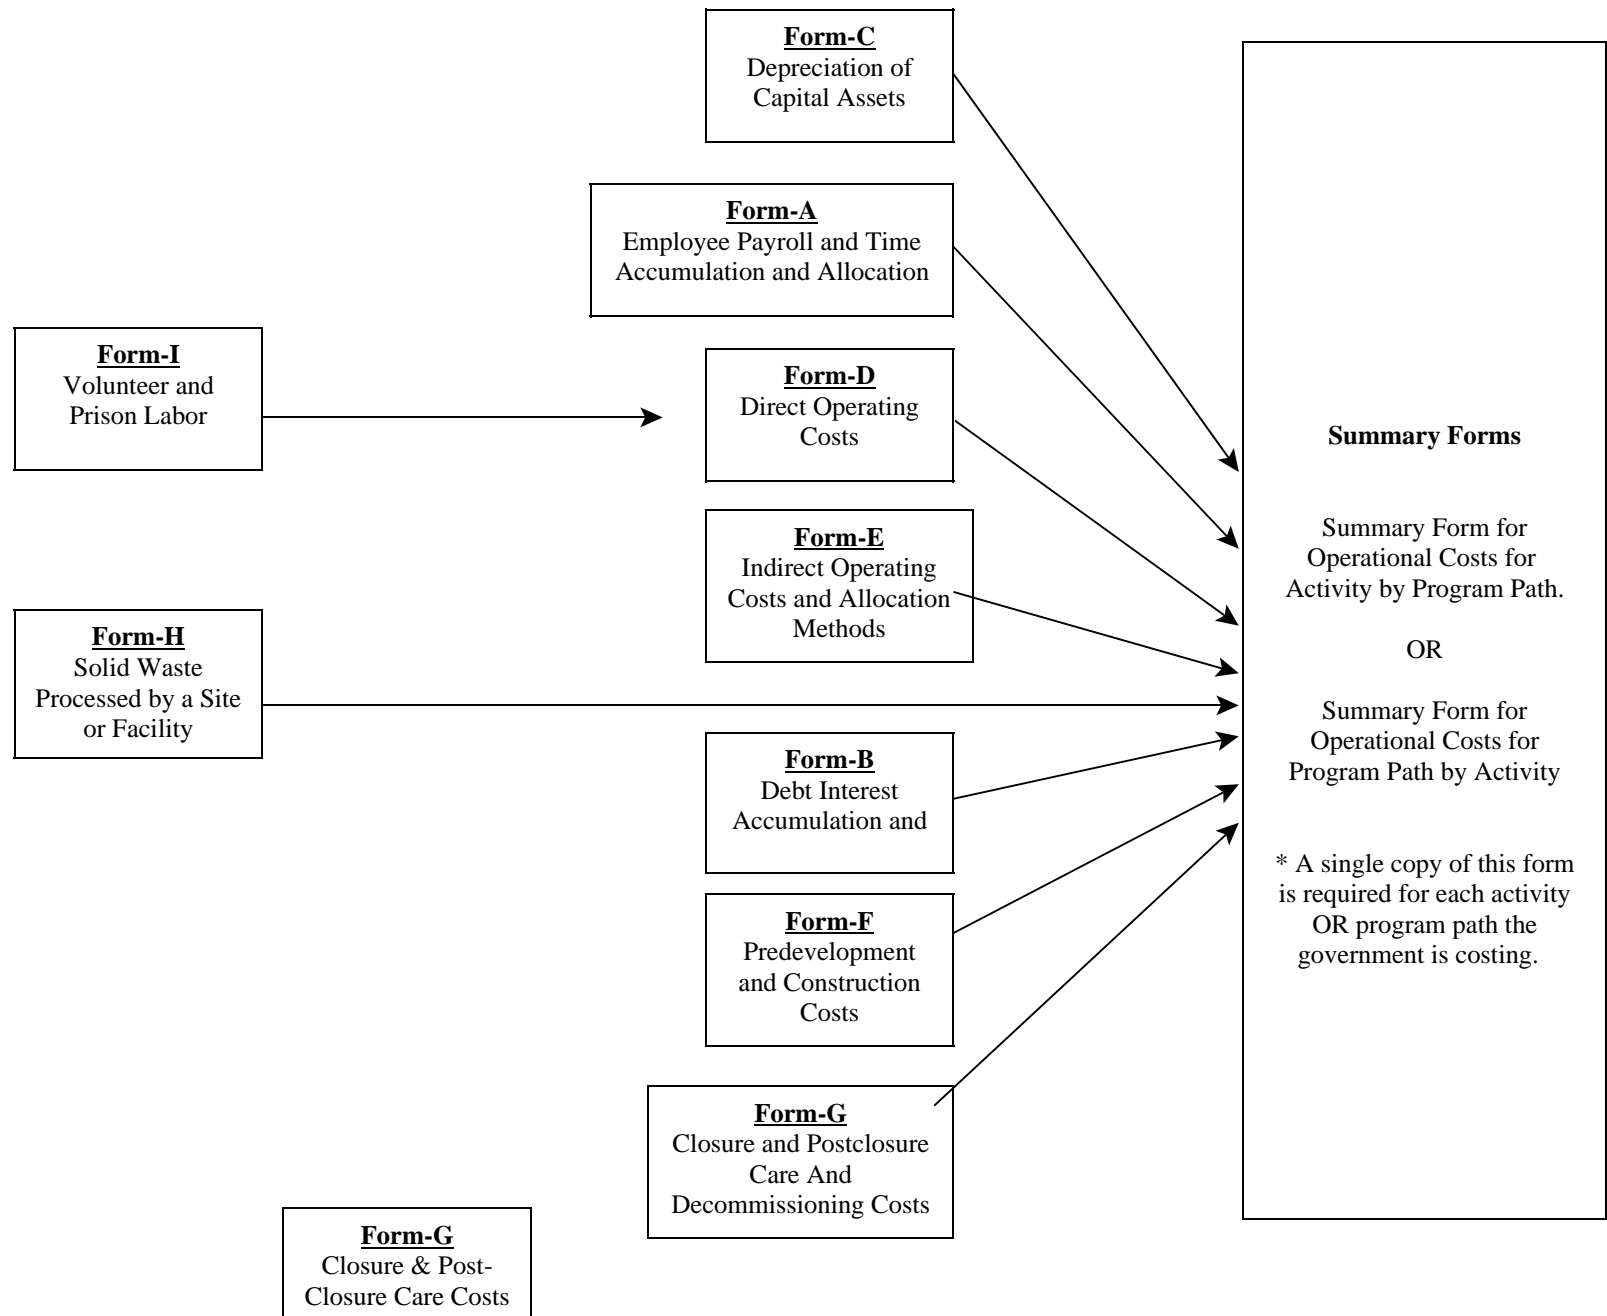 Form-C
Depreciation of
Capital Assets
Form-A
Employee Payroll and Time
Accumulation and Allocation
Form-I
Volunteer and
Prison Labor
Form-D
Direct Operating
Costs
Form-E
Indirect Operating
Costs and Allocation
Methods
Form-H
Solid Waste
Processed by a Site
or Facility
Form-B
Debt Interest
Accumulation and
Form-F
Predevelopment
and Construction
Costs
Form-G
Closure and Postclosure
Care And
Decommissioning Costs
Form-G
Closure & Post-
Closure Care Costs
Summary Forms
Summary Form for
Operational Costs for
Activity by Program Path.
OR
Summary Form for
Operational Costs for
Program Path by Activity
* A single copy of this form
is required for each activity
OR program path the
government is costing.